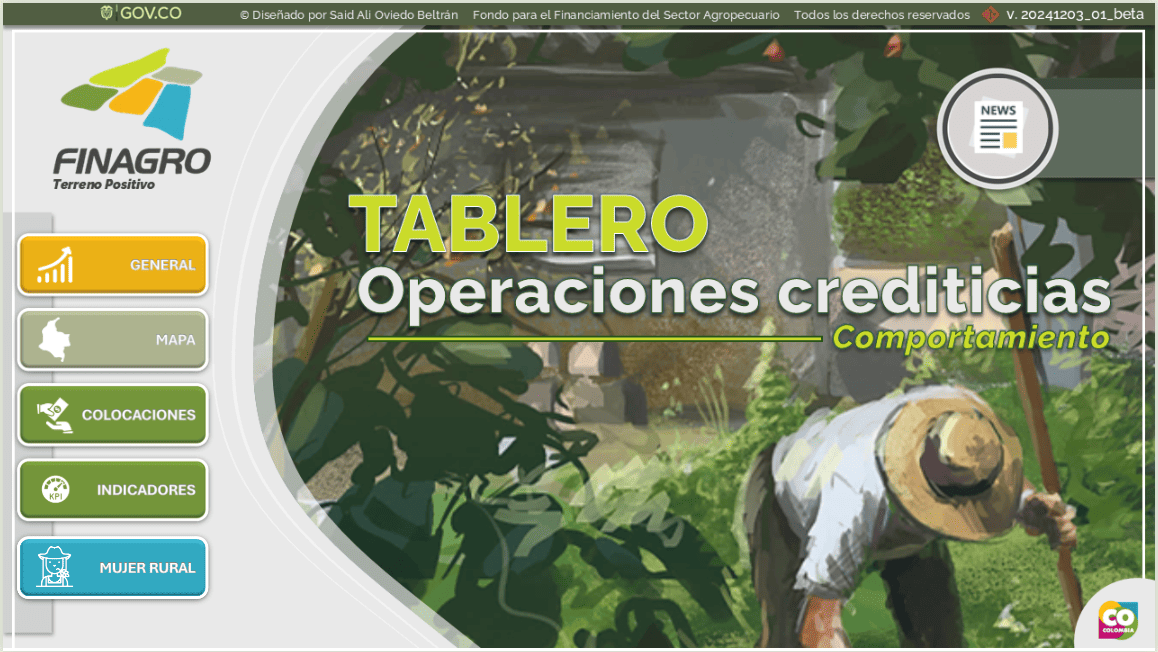 GOV.CO
© Diseñado por Said Ali Oviedo Beltrán Fondo para el Financiamiento del Sector Agropecuario Todos los derechos reservados v. 20241203_01_beta
FINAGRO
Terreno Positivo
NEWS
TABLERO
Operaciones crediticias
Comportamiento
GENERAL
MAPA
COLOCACIONES
KPI
INDICADORES
MUJER RURAL
CO
COLOMBIA